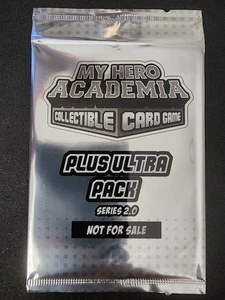 MY HERO
ACADEMIA
COLLECTIBLE CARD GAME
PLUS ULTRA
PACK
SERIES 2.0
NOT FOR SALE